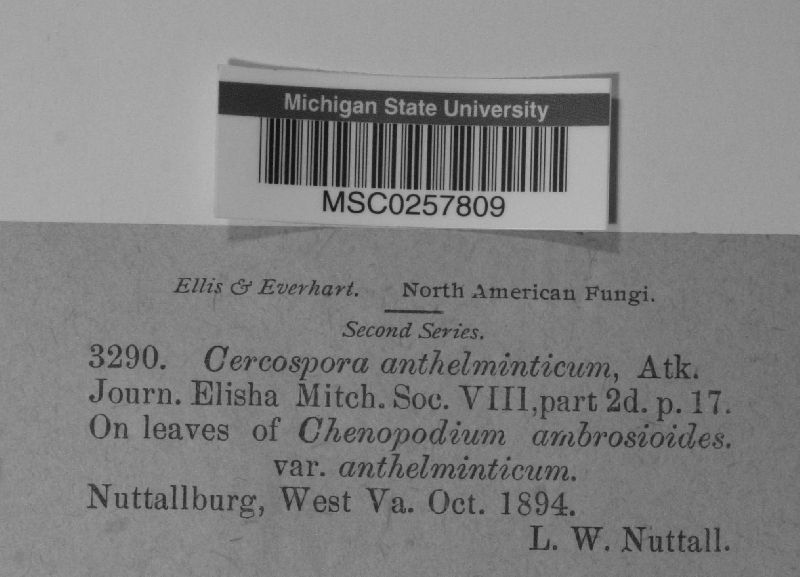 Michigan State University
MSC0257809
Ellis & Everhart. North American Fungi.
Second Series.
3290. Cercospora anthelminticum, Atk.
Journ. Elisha Mitch. Soc. VIII, part 2d. p. 17.
On leaves of Chenopodium ambrosioides.
var. anthelminticum.
Nuttallburg, West Va. Oct. 1894.
L. W. Nuttall.